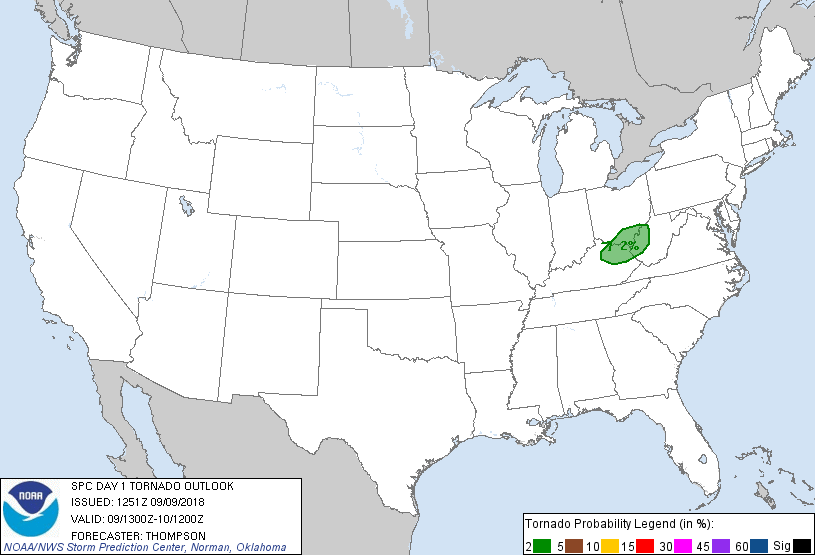 2%
NOAA
SPC DAY 1 TORNADO OUTLOOK
ISSUED: 1251Z 09/09/2018
VALID: 09/1300Z-10/1200Z
FORECASTER: THOMPSON
NOAA/NWS Storm Prediction Center, Norman, Oklahoma
Tornado Probability Legend (in %):
2 5 10 15 30 45 60 Sig